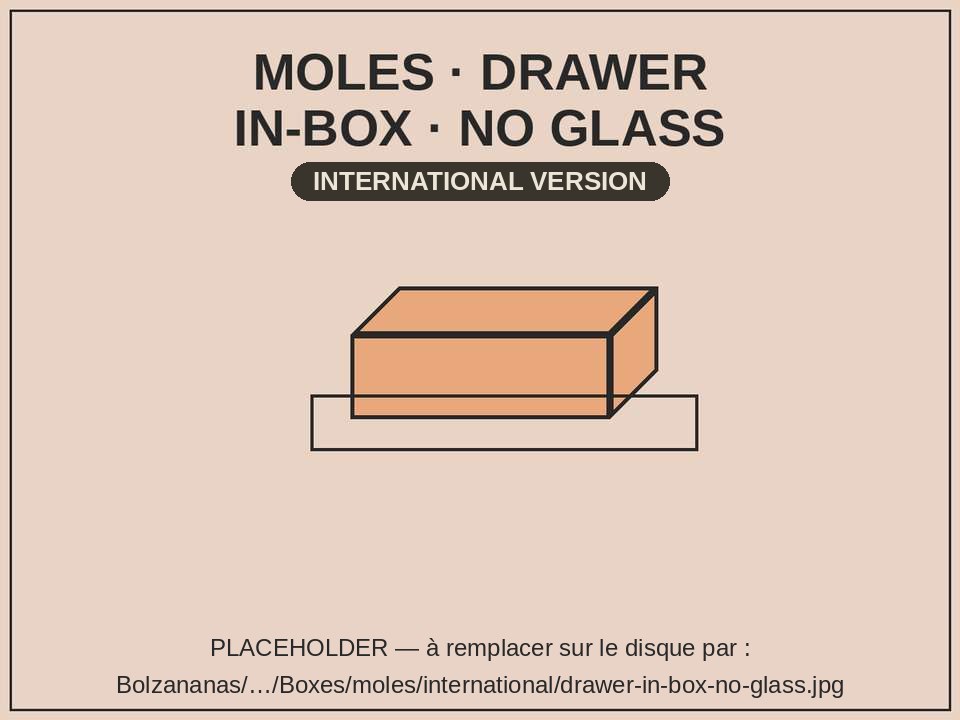 MOLES · DRAWER
IN-BOX · NO GLASS
INTERNATIONAL VERSION
PLACEHOLDER — à remplacer sur le disque par :
Bolzananas/…/Boxes/moles/international/drawer-in-box-no-glass.jpg